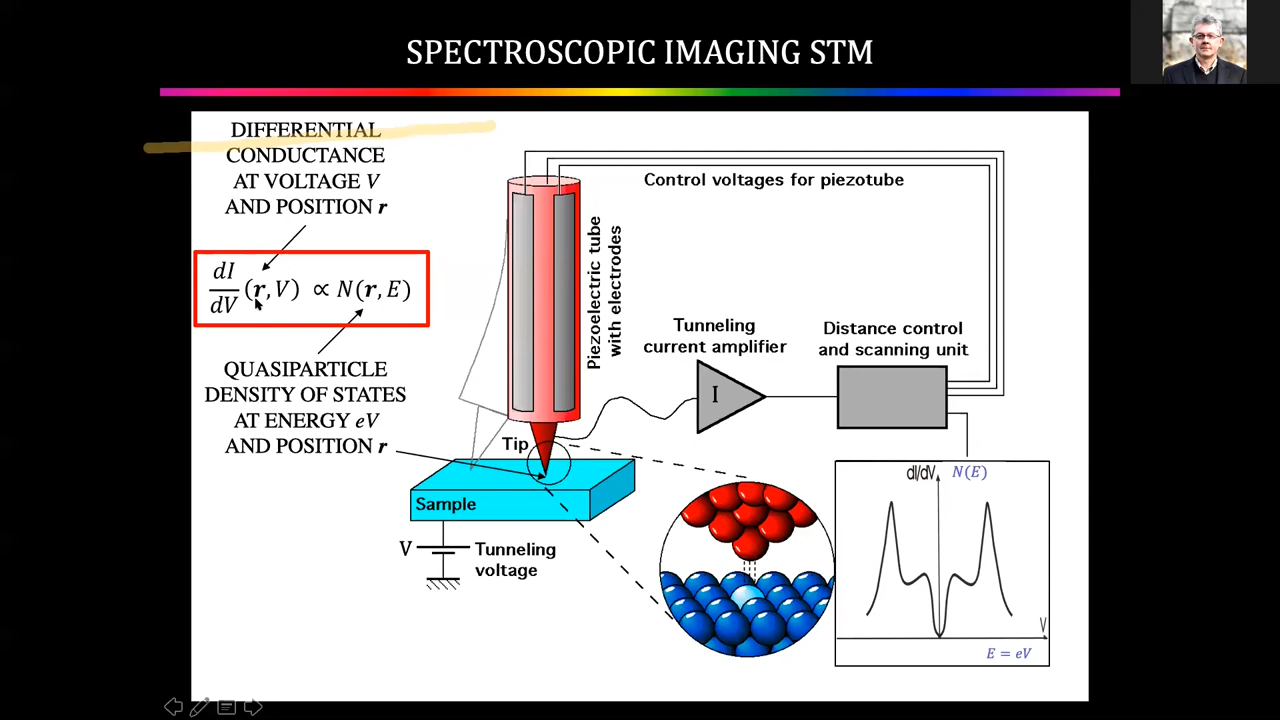 SPECTROSCOPIC IMAGING STM
DIFFERENTIAL
CONDUCTANCE
AT VOLTAGE V
AND POSITION r
dI/dV (r, V) ∝ N(r, E)
QUASIPARTICLE
DENSITY OF STATES
AT ENERGY eV
AND POSITION r
Control voltages for piezotube
Piezoelectric tube
with electrodes
Tunneling
current amplifier
I
Distance control
and scanning unit
Tip
Sample
V
Tunneling
voltage
dI/dV N(E)
V
E = eV